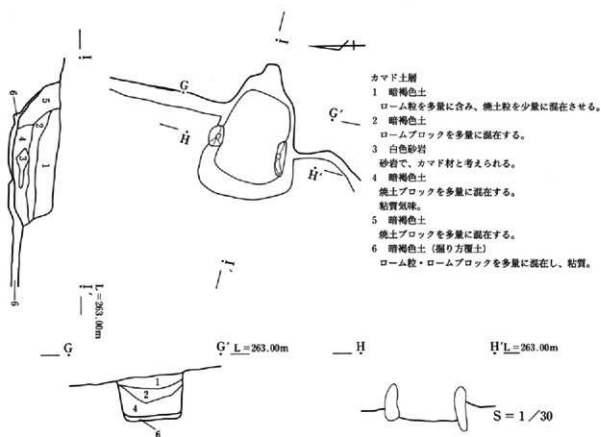 I
I'
G
G'
H
H'
6
5
2
4
3
1
6
L=263.00m
カマド土層
1 暗褐色土
ローム粒を多量に含み、焼土粒を少量に混在させる。
2 暗褐色土
ロームブロックを多量に混在する。
3 白色砂岩
砂岩で、カマド材と考えられる。
4 暗褐色土
焼土ブロックを多量に混在する。
粘質気味。
5 暗褐色土
焼土ブロックを多量に混在する。
6 暗褐色土（掘り方覆土）
ローム粒・ロームブロックを多量に混在し、粘質。
I
I'
G
G' L=263.00m
1
2
4
6
H
H' L=263.00m
S=1/30